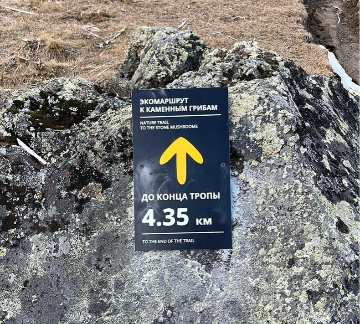 ЭКОМАРШРУТ
К КАМЕННЫМ ГРИБАМ
NATURE TRAIL
TO THE STONE MUSHROOMS
ДО КОНЦА ТРОПЫ
4.35 КМ
TO THE END OF THE TRAIL